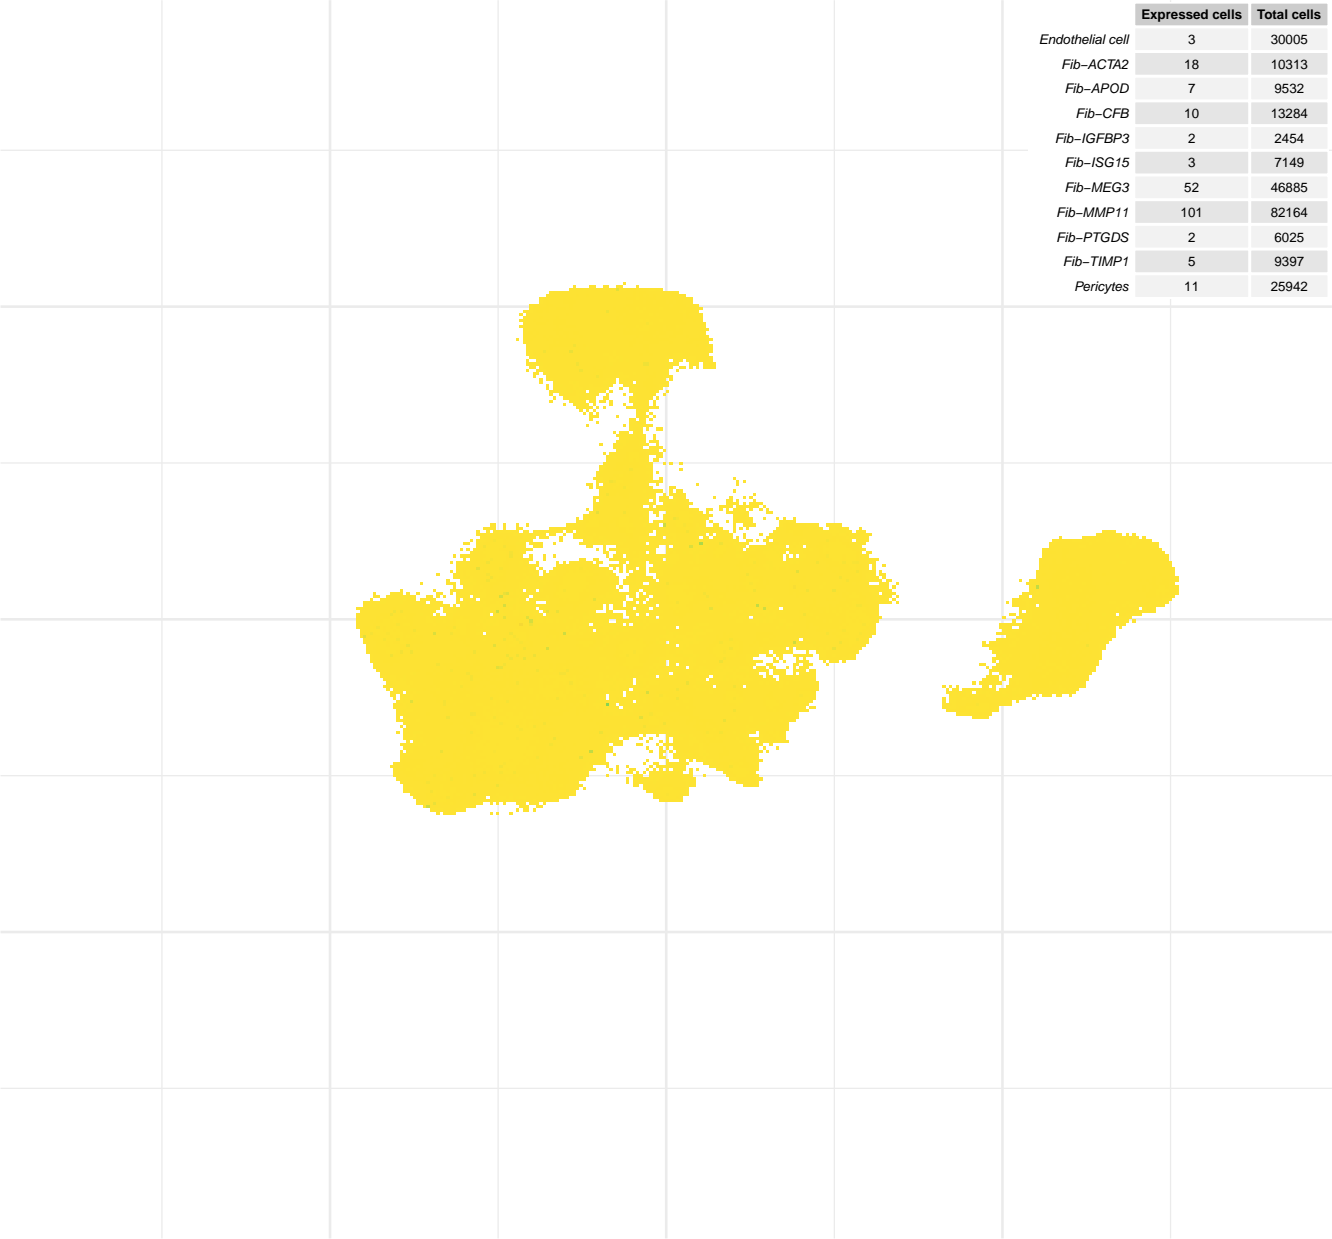 Expressed cells Total cells
Endothelial cell 3 30005
Fib−ACTA2 18 10313
Fib−APOD 7 9532
Fib−CFB 10 13284
Fib−IGFBP3 2 2454
Fib−ISG15 3 7149
Fib−MEG3 52 46885
Fib−MMP11 101 82164
Fib−PTGDS 2 6025
Fib−TIMP1 5 9397
Pericytes 11 25942